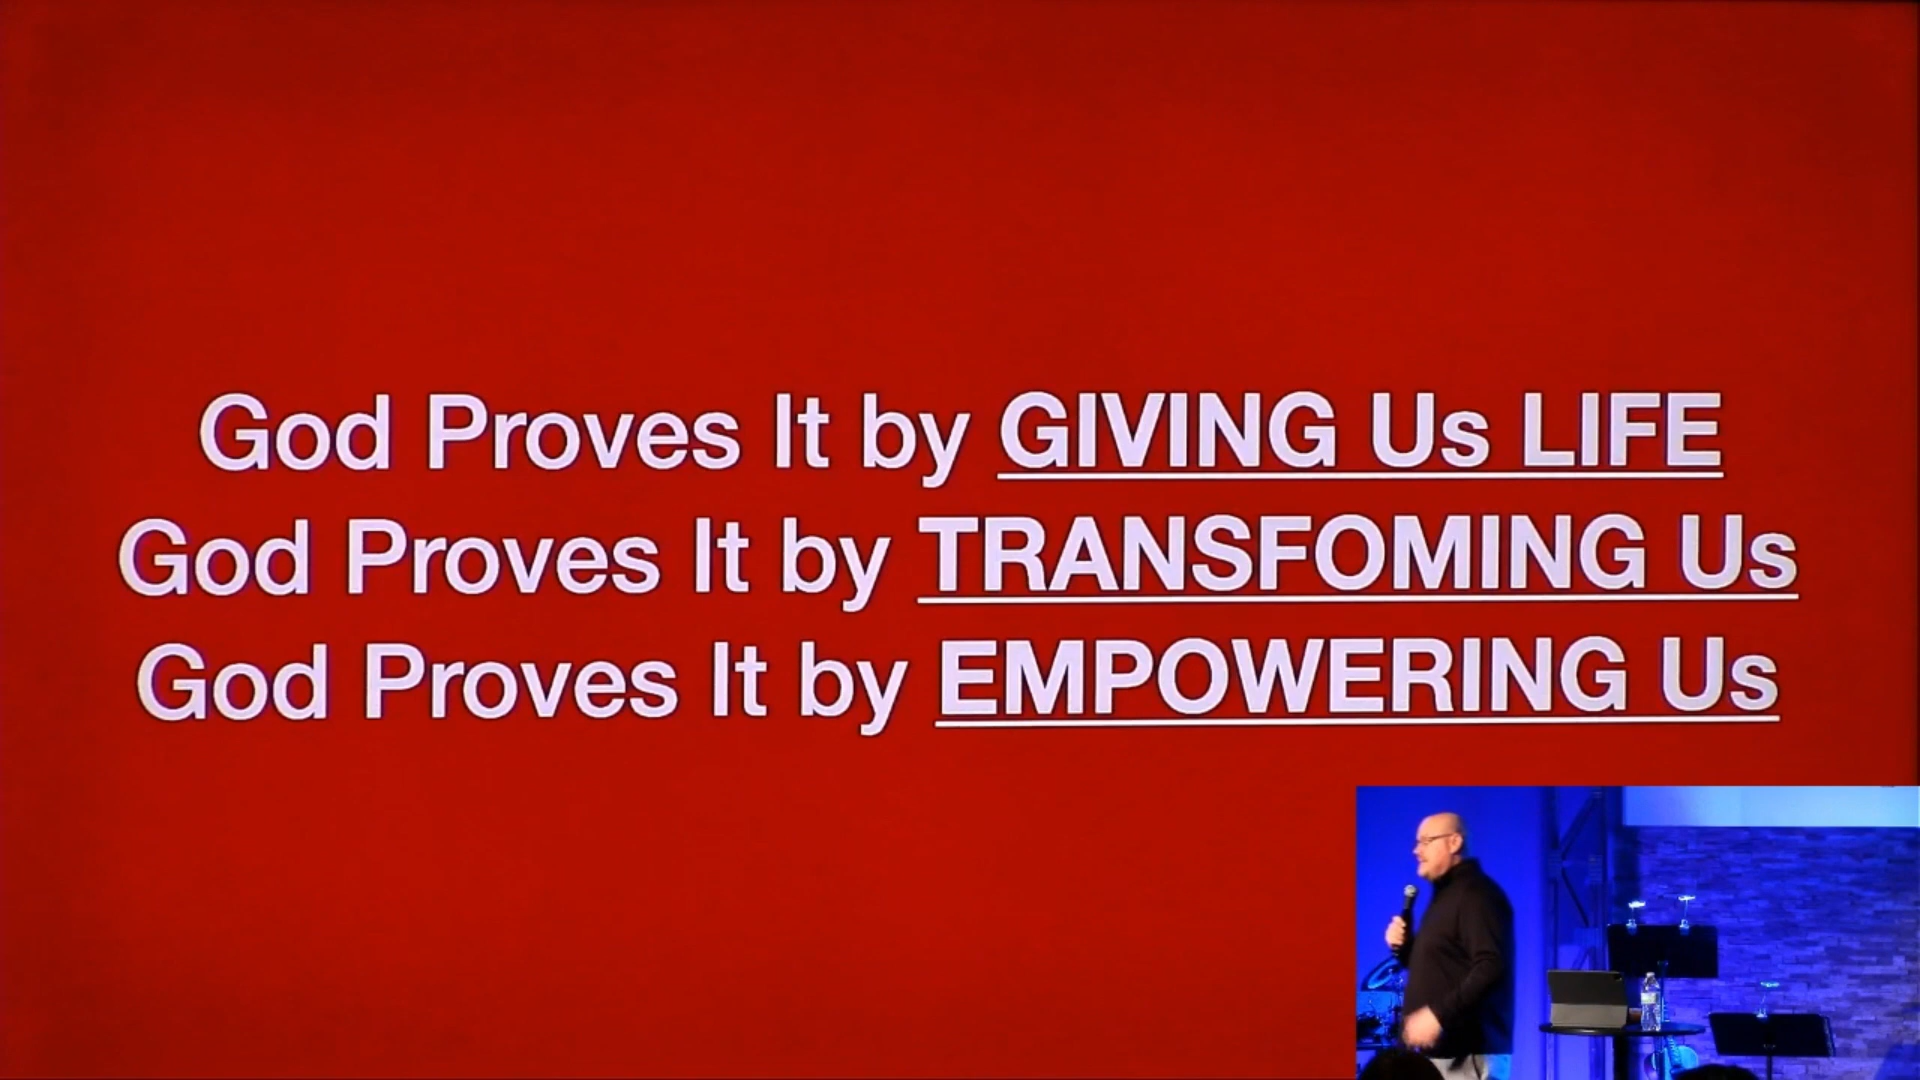 God Proves It by GIVING Us LIFE
God Proves It by TRANSFOMING Us
God Proves It by EMPOWERING Us